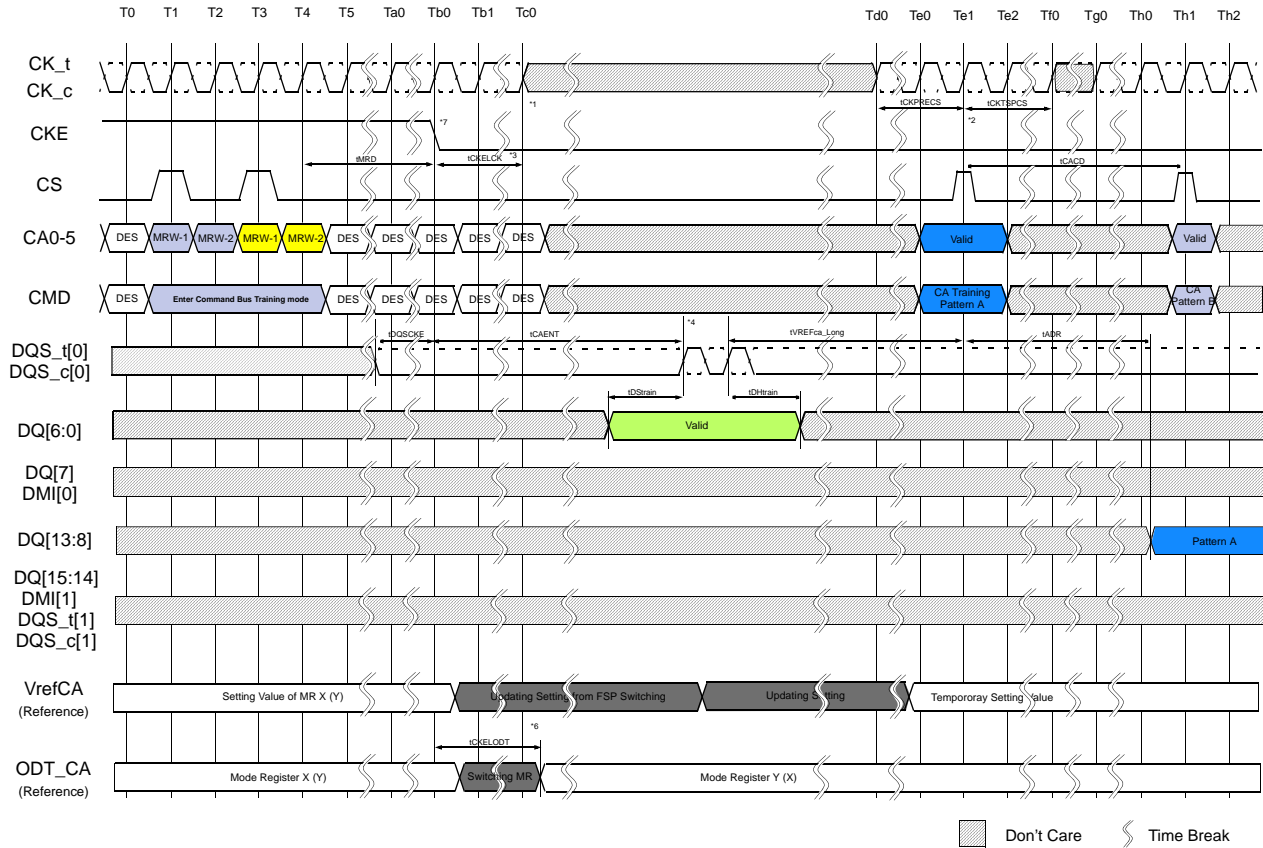 T0 T1 T2 T3 T4 T5 Ta0 Tb0 Tb1 Tc0 Td0 Te0 Te1 Te2 Tf0 Tg0 Th0 Th1 Th2
CK_t
CK_c
*1
tCKPRECS tCKTSPCS
*2
CKE
*7
tMRD tCKELCK *3
tCACD
CS
CA0-5 DES MRW-1 MRW-2 MRW-1 MRW-2 DES DES DES DES DES Valid Valid
CMD DES Enter Command Bus Training mode DES DES DES DES DES CA Training Pattern A CA Pattern B
*4
tDQSCKE tCAENT tVREFca_Long tADR
DQS_t[0]
DQS_c[0]
tDStrain tDHtrain
DQ[6:0] Valid
DQ[7]
DMI[0]
DQ[13:8] Pattern A
DQ[15:14]
DMI[1]
DQS_t[1]
DQS_c[1]
VrefCA
(Reference)
Setting Value of MR X (Y) Updating Setting from FSP Switching Updating Setting Tempororay Setting Value
*6
tCKELODT
ODT_CA
(Reference)
Mode Register X (Y) Switching MR Mode Register Y (X)
Don't Care Time Break